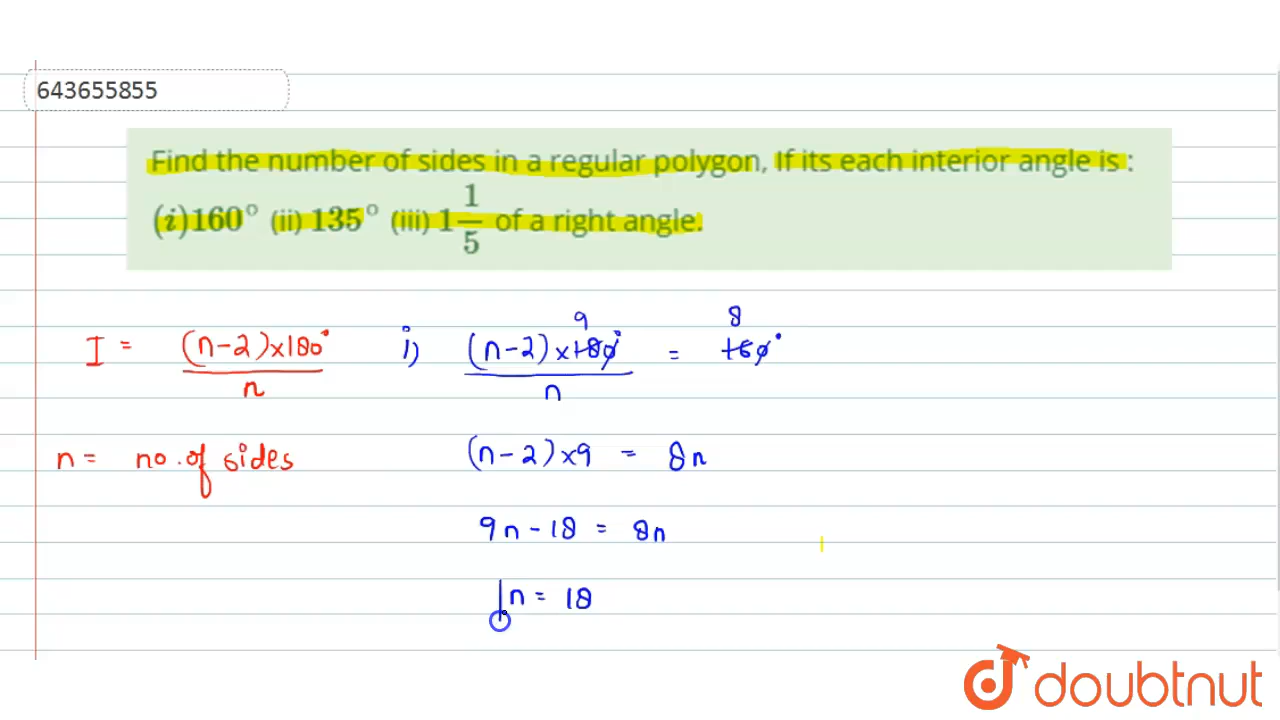 643655855
Find the number of sides in a regular polygon, If its each interior angle is :
(i)160° (ii) 135° (iii) 1 1/5 of a right angle.
I = (n-2)×180°/n
i) (n-2)×180°/n = 160°
9 8
n = no. of sides
(n-2)×9 = 8n
9n-18 = 8n
n = 18
doubtnut